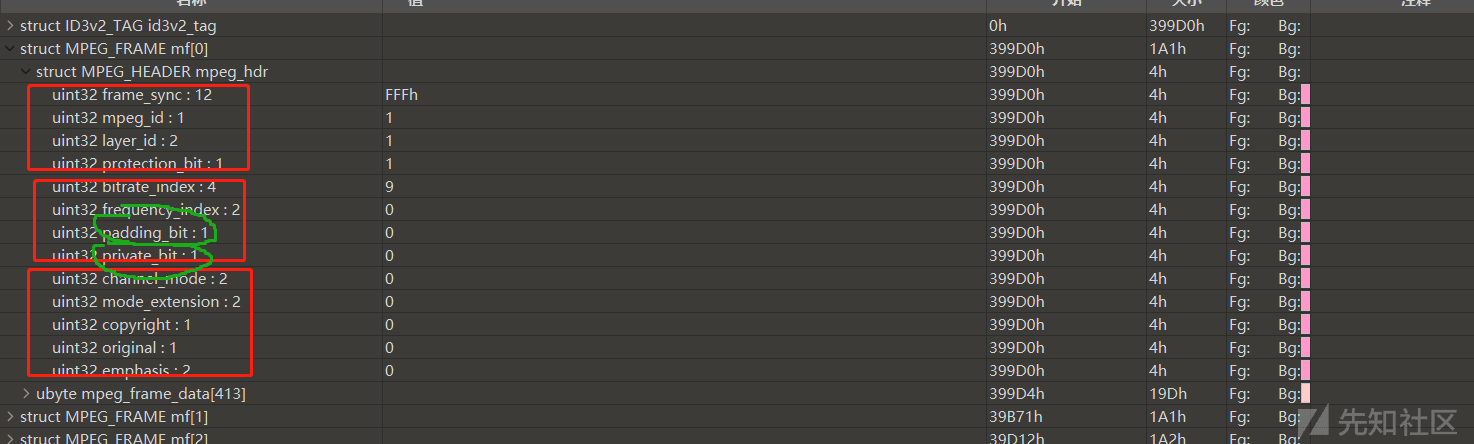 值 开始 大小 颜色 注释
struct ID3v2_TAG id3v2_tag 0h 399D0h Fg: Bg:
struct MPEG_FRAME mf[0] 399D0h 1A1h Fg: Bg:
struct MPEG_HEADER mpeg_hdr 399D0h 4h Fg: Bg:
uint32 frame_sync : 12 FFFh 399D0h 4h Fg: Bg:
uint32 mpeg_id : 1 1 399D0h 4h Fg: Bg:
uint32 layer_id : 2 1 399D0h 4h Fg: Bg:
uint32 protection_bit : 1 1 399D0h 4h Fg: Bg:
uint32 bitrate_index : 4 9 399D0h 4h Fg: Bg:
uint32 frequency_index : 2 0 399D0h 4h Fg: Bg:
uint32 padding_bit : 1 0 399D0h 4h Fg: Bg:
uint32 private_bit : 1 0 399D0h 4h Fg: Bg:
uint32 channel_mode : 2 0 399D0h 4h Fg: Bg:
uint32 mode_extension : 2 0 399D0h 4h Fg: Bg:
uint32 copyright : 1 0 399D0h 4h Fg: Bg:
uint32 original : 1 0 399D0h 4h Fg: Bg:
uint32 emphasis : 2 0 399D0h 4h Fg: Bg:
ubyte mpeg_frame_data[413] 399D4h 19Dh Fg: Bg:
struct MPEG_FRAME mf[1] 39B71h 1A1h Fg: Bg:
struct MPEG_FRAME mf[2] 39D12h 1A2h Fg: Bg:
先知社区